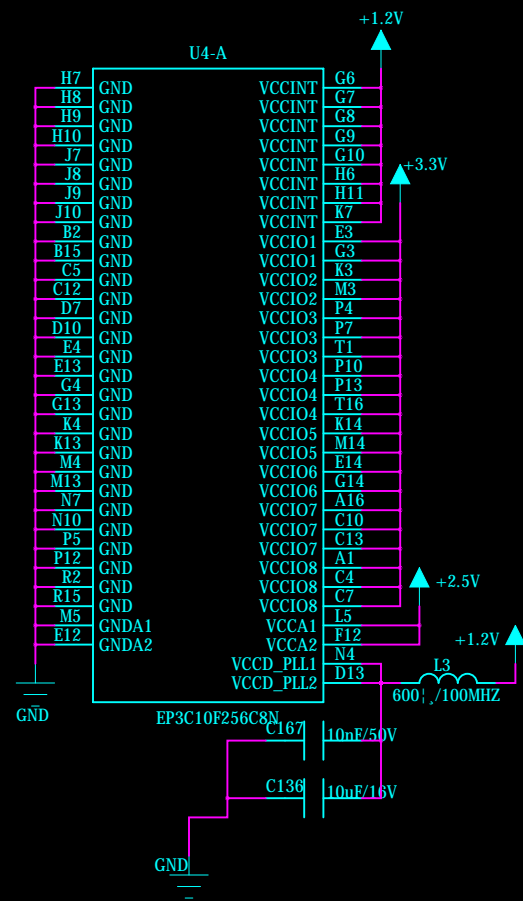 +1.2V
U4-A
H7 GND VCCINT G6
H8 GND VCCINT G7
H9 GND VCCINT G8
H10 GND VCCINT G9
J7 GND VCCINT G10
J8 GND VCCINT H6
+3.3V
J9 GND VCCINT H11
J10 GND VCCINT K7
B2 GND VCCIO1 E3
B15 GND VCCIO1 G3
C5 GND VCCIO2 K3
C12 GND VCCIO2 M3
D7 GND VCCIO3 P4
D10 GND VCCIO3 P7
E4 GND VCCIO3 T1
E13 GND VCCIO4 P10
G4 GND VCCIO4 P13
G13 GND VCCIO4 T16
K4 GND VCCIO5 K14
K13 GND VCCIO5 M14
M4 GND VCCIO6 E14
M13 GND VCCIO6 G14
N7 GND VCCIO7 A16
N10 GND VCCIO7 C10
P5 GND VCCIO7 C13
P12 GND VCCIO8 A1
R2 GND VCCIO8 C4
+2.5V
R15 GND VCCIO8 C7
M5 GNDA1 VCCA1 L5
E12 GNDA2 VCCA2 F12
+1.2V
VCCD_PLL1 N4
VCCD_PLL2 D13
L3
600¦¸/100MHZ
GND
EP3C10F256C8N
C167 10nF/50V
C136 10uF/16V
GND